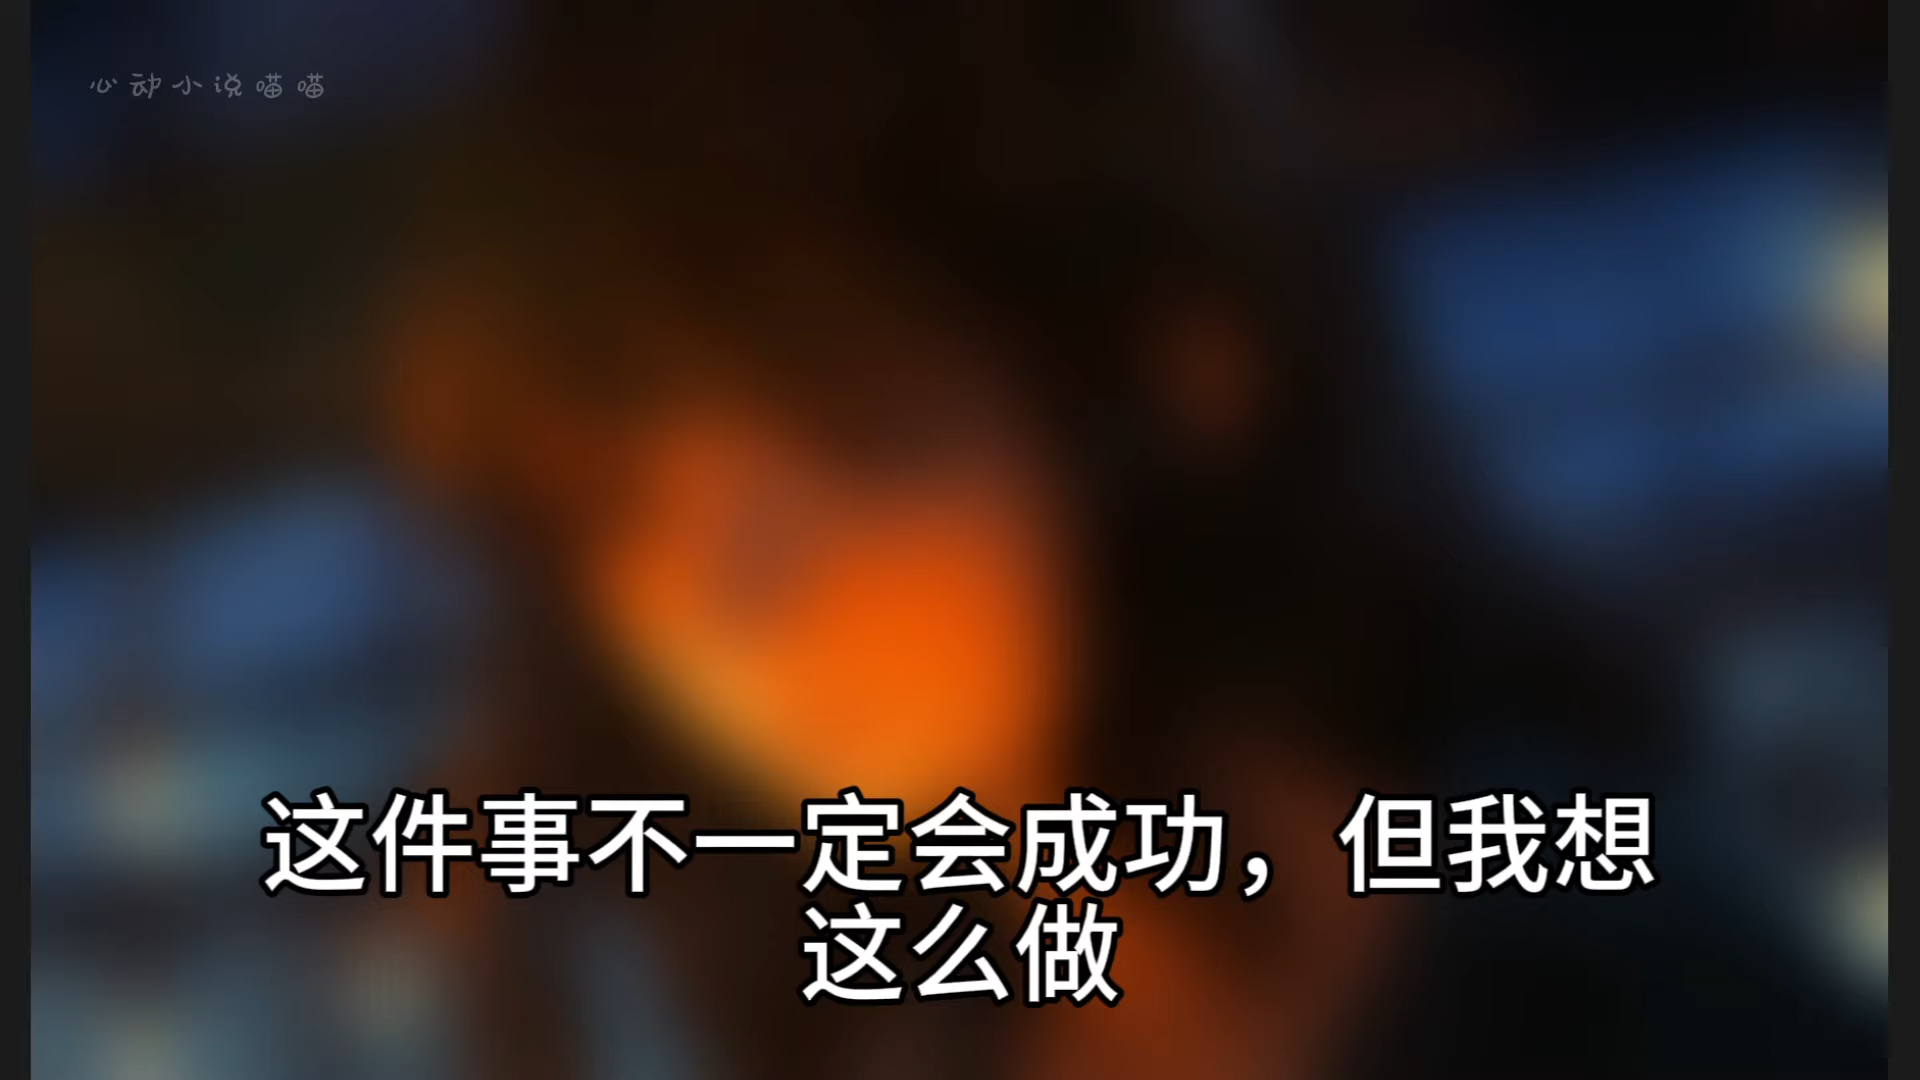 心动小说喵喵
这件事不一定会成功，但我想
这么做